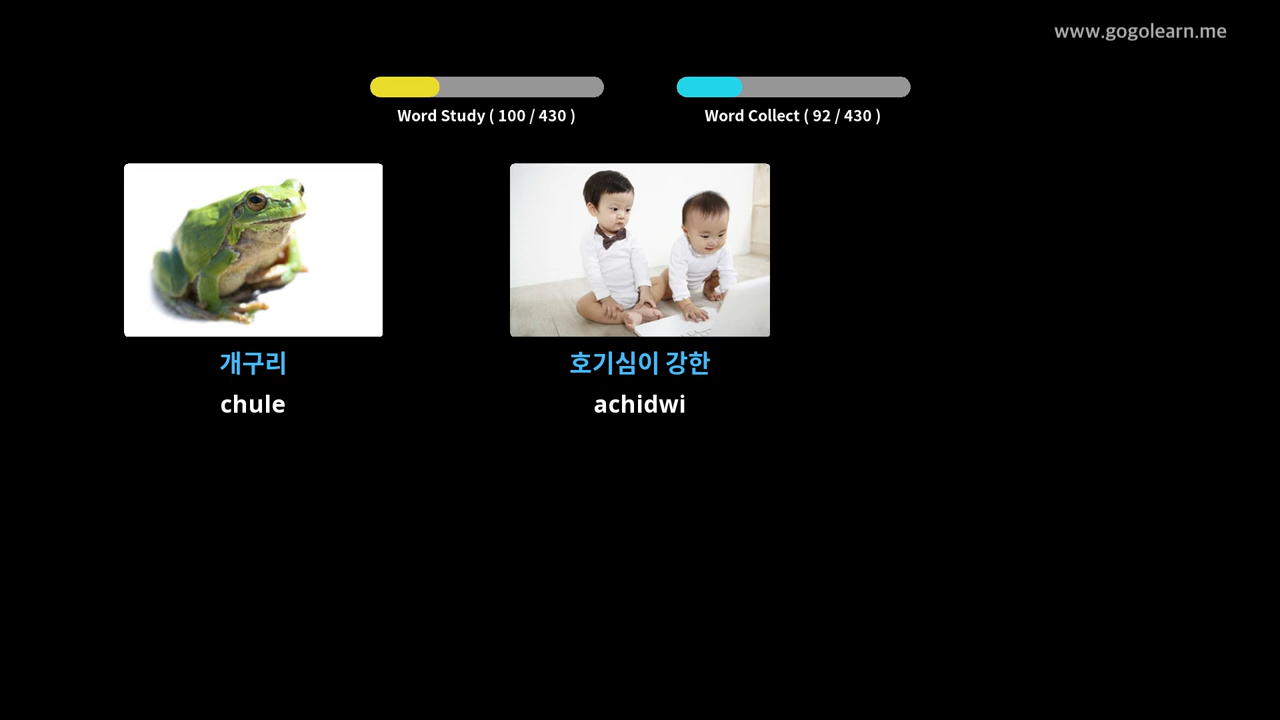 www.gogolearn.me
Word Study ( 100 / 430 )
Word Collect ( 92 / 430 )
개구리
chule
호기심이 강한
achidwi